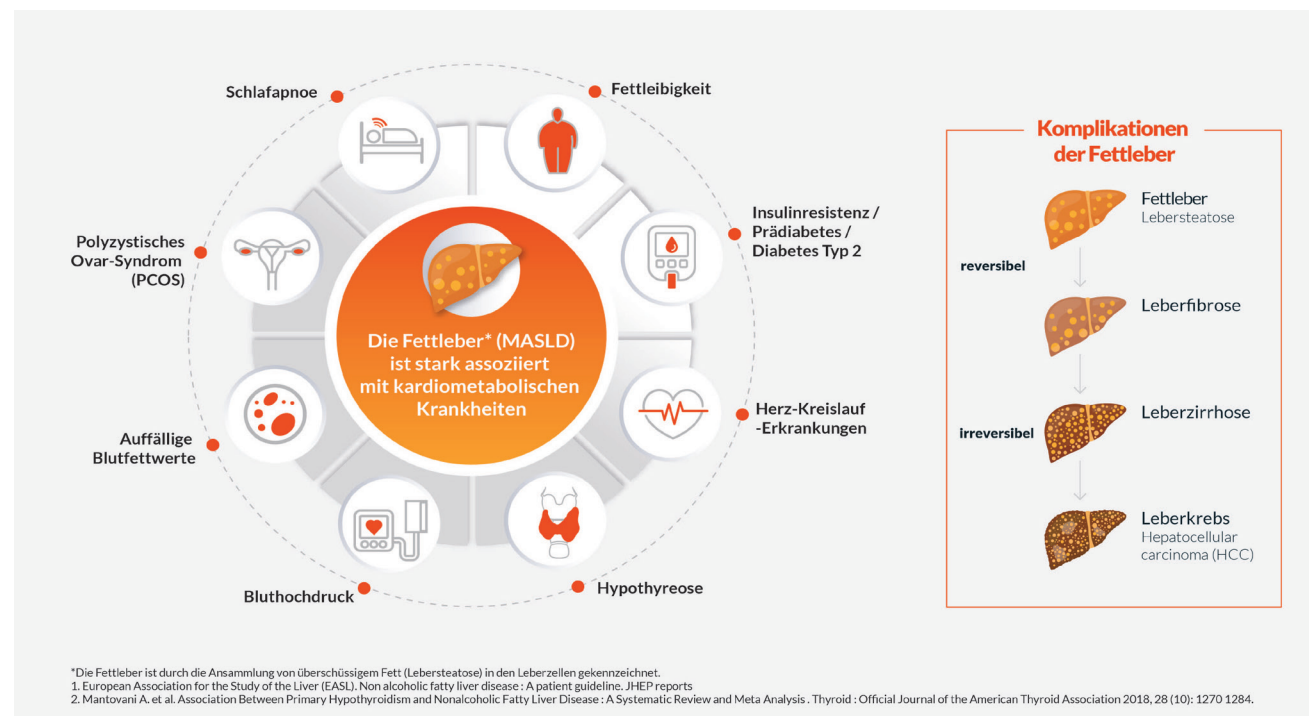 Schlafapnoe
Fettleibigkeit
Insulinresistenz /
Prädiabetes /
Diabetes Typ 2
Herz-Kreislauf
-Erkrankungen
Hypothyreose
Bluthochdruck
Auffällige
Blutfettwerte
Polyzystisches
Ovar-Syndrom
(PCOS)
Die Fettleber* (MASLD)
ist stark assoziiert
mit kardiometabolischen
Krankheiten
Komplikationen
der Fettleber
Fettleber
Lebersteatose
reversibel
Leberfibrose
irreversibel
Leberzirrhose
Leberkrebs
Hepatocellular
carcinoma (HCC)
*Die Fettleber ist durch die Ansammlung von überschüssigem Fett (Lebersteatose) in den Leberzellen gekennzeichnet.
1. European Association for the Study of the Liver (EASL). Non alcoholic fatty liver disease : A patient guideline. JHEP reports
2. Mantovani A. et al. Association Between Primary Hypothyroidism and Nonalcoholic Fatty Liver Disease : A Systematic Review and Meta Analysis . Thyroid : Official Journal of the American Thyroid Association 2018, 28 (10): 1270 1284.